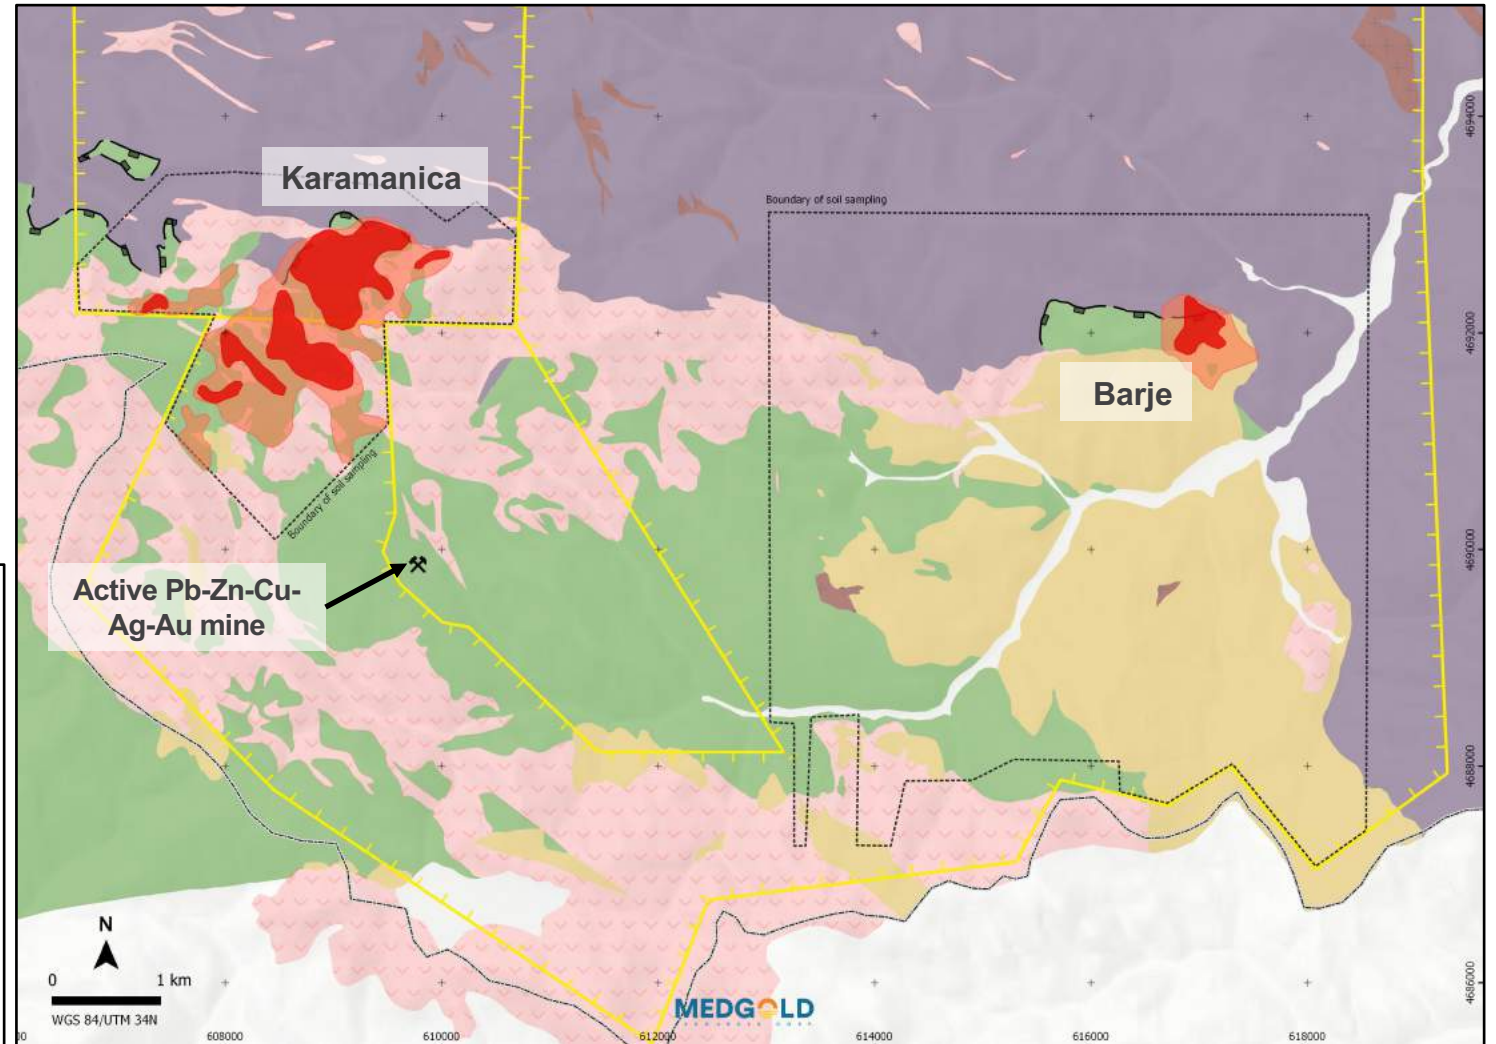 Karamanica
Boundary of soil sampling
4694000
4692000
Barje
Boundary of soil sampling
4690000
Active Pb-Zn-Cu-
Ag-Au mine
4688000
N
0 1 km
WGS 84/UTM 34N
MEDGOLD
4686000
608000 610000 612000 614000 616000 618000